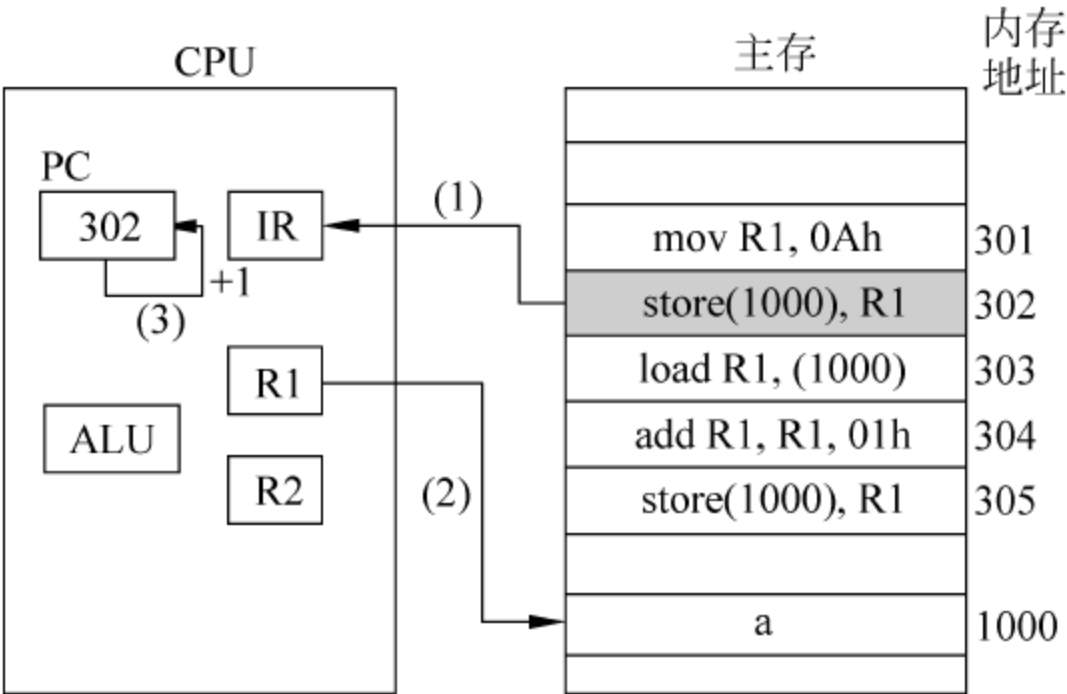 CPU
主存
内存
地址
PC
302
IR
(1)
+1
(3)
mov R1, 0Ah
301
store(1000), R1
302
load R1, (1000)
303
add R1, R1, 01h
304
store(1000), R1
305
R1
ALU
R2
(2)
a
1000